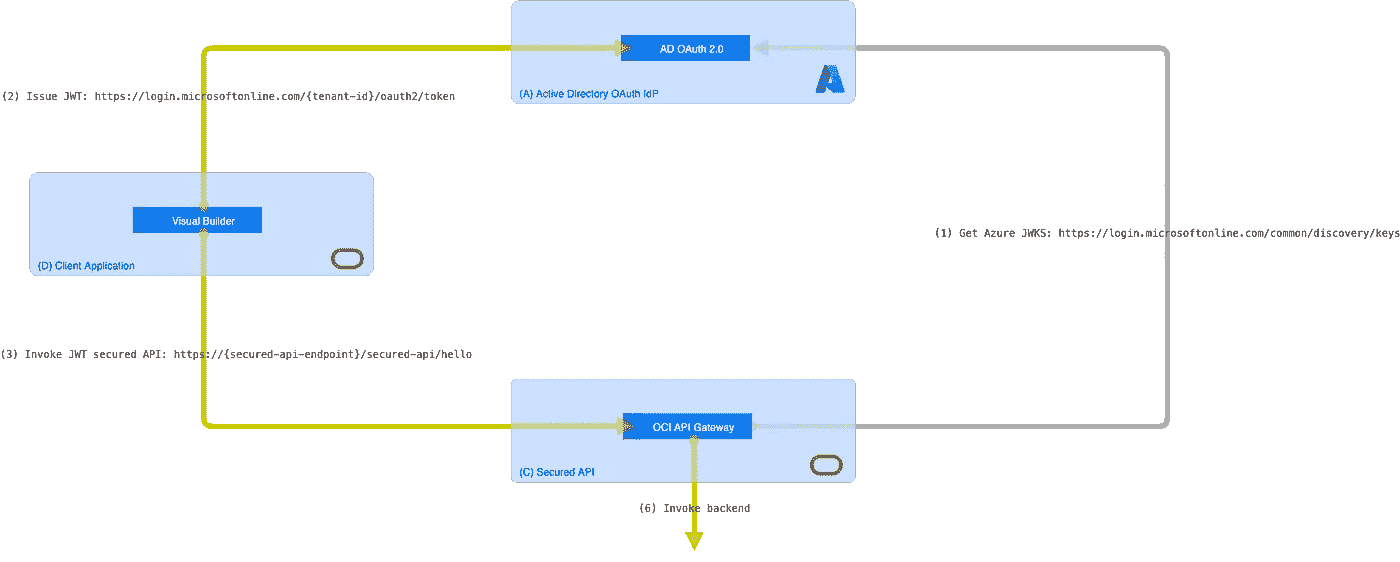 AD OAuth 2.0
(A) Active Directory OAuth IdP
(2) Issue JWT: https://login.microsoftonline.com/{tenant-id}/oauth2/token
Visual Builder
(D) Client Application
(1) Get Azure JWKS: https://login.microsoftonline.com/common/discovery/keys
(3) Invoke JWT secured API: https://{secured-api-endpoint}/secured-api/hello
OCI API Gateway
(C) Secured API
(6) Invoke backend